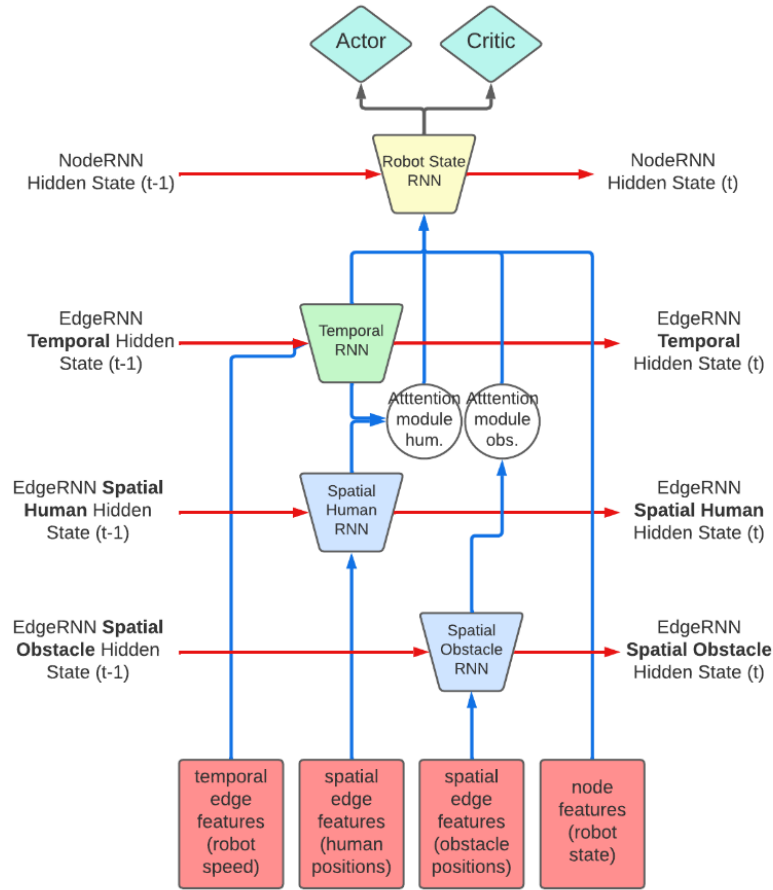 Actor
Critic
NodeRNN
Hidden State (t-1)
Robot State
RNN
NodeRNN
Hidden State (t)
EdgeRNN
Temporal Hidden
State (t-1)
Temporal
RNN
EdgeRNN
Temporal
Hidden State (t)
Atttention
module
hum.
Atttention
module
obs.
EdgeRNN Spatial
Human Hidden
State (t-1)
Spatial
Human
RNN
EdgeRNN
Spatial Human
Hidden State (t)
EdgeRNN Spatial
Obstacle Hidden
State (t-1)
Spatial
Obstacle
RNN
EdgeRNN
Spatial Obstacle
Hidden State (t)
temporal
edge
features
(robot
speed)
spatial
edge
features
(human
positions)
spatial
edge
features
(obstacle
positions)
node
features
(robot
state)